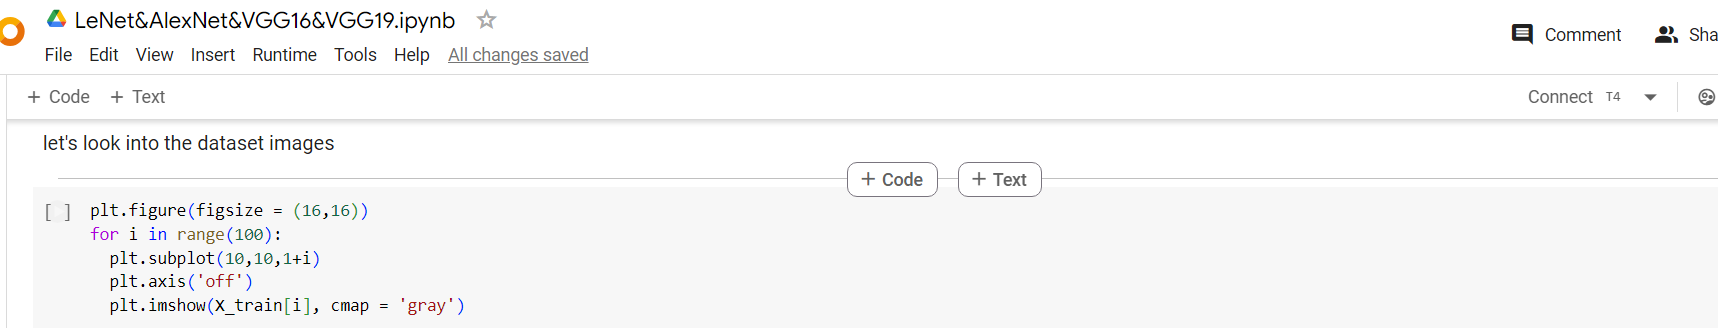 LeNet&AlexNet&VGG16&VGG19.ipynb
File Edit View Insert Runtime Tools Help All changes saved
Comment Sha
+ Code + Text
Connect T4
let's look into the dataset images
+ Code + Text
[ ] plt.figure(figsize = (16,16))
for i in range(100):
  plt.subplot(10,10,1+i)
  plt.axis('off')
  plt.imshow(X_train[i], cmap = 'gray')